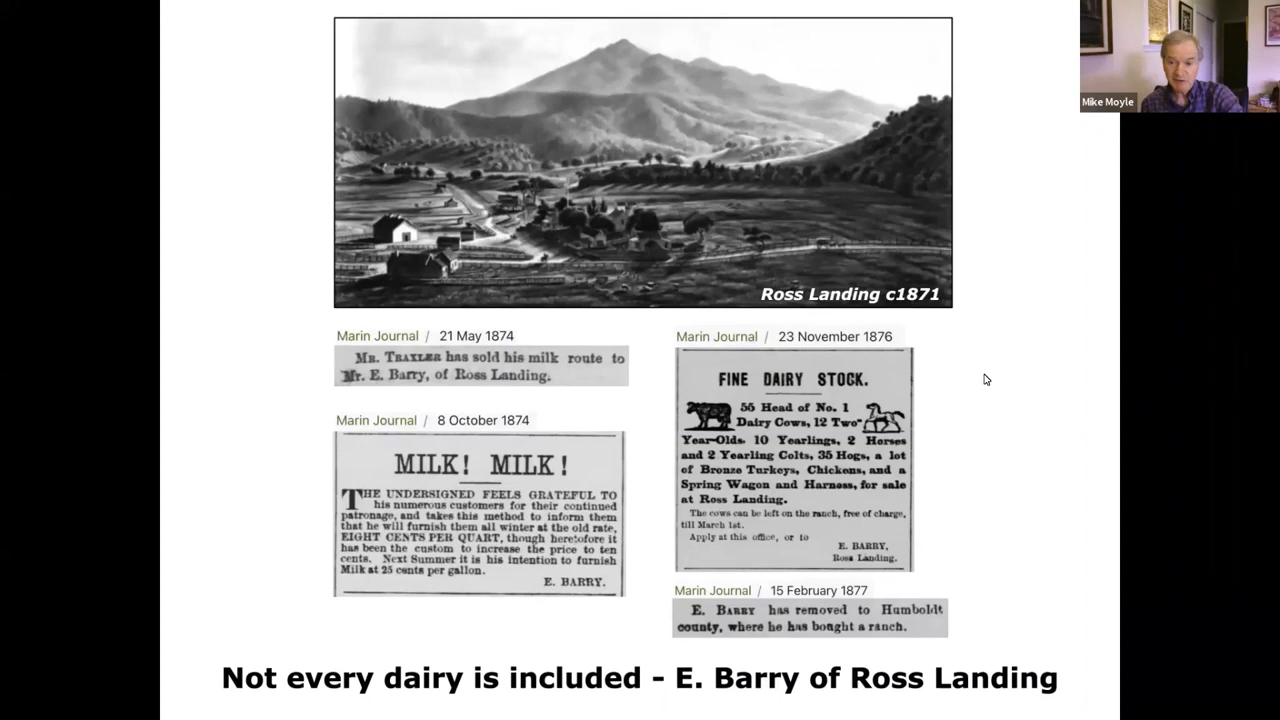 Mike Moyle
Ross Landing c1871
Marin Journal / 21 May 1874
MR. TRAXLER has sold his milk route to
Mr. E. Barry, of Ross Landing.
Marin Journal / 8 October 1874
MILK! MILK!
THE UNDERSIGNED FEELS GRATEFUL TO
his numerous customers for their continued
patronage, and takes this method to inform them
that he will furnish them all winter at the old rate,
EIGHT CENTS PER QUART, though heretofore it
has been the custom to increase the price to ten
cents. Next Summer it is his intention to furnish
Milk at 25 cents per gallon.
E. BARRY.
Marin Journal / 23 November 1876
FINE DAIRY STOCK.
55 Head of No. 1
Dairy Cows, 12 Two-
Year-Olds. 10 Yearlings, 2 Horses
and 2 Yearling Colts, 35 Hogs, a lot
of Bronze Turkeys, Chickens, and a
Spring Wagon and Harness, for sale
at Ross Landing.
The cows can be left on the ranch, free of charge,
till March 1st.
Apply at this office, or to
E. BARRY,
Ross Landing.
Marin Journal / 15 February 1877
E. BARRY has removed to Humboldt
county, where he has bought a ranch.
Not every dairy is included - E. Barry of Ross Landing